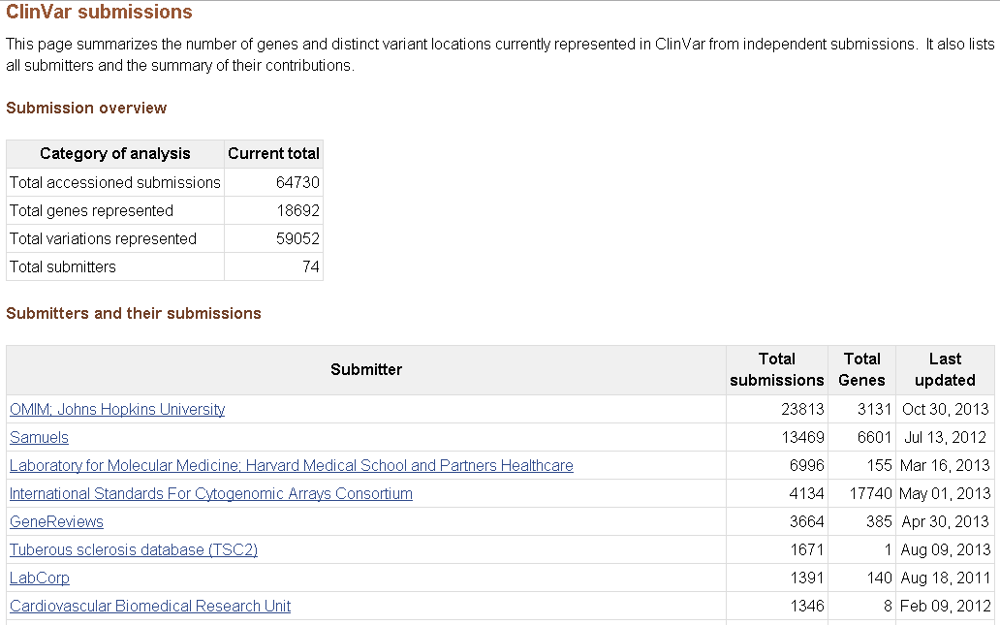 ClinVar submissions
This page summarizes the number of genes and distinct variant locations currently represented in ClinVar from independent submissions. It also lists
all submitters and the summary of their contributions.
Submission overview
Category of analysis Current total
Total accessioned submissions 64730
Total genes represented 18692
Total variations represented 59052
Total submitters 74
Submitters and their submissions
Submitter Total submissions Total Genes Last updated
OMIM; Johns Hopkins University 23813 3131 Oct 30, 2013
Samuels 13469 6601 Jul 13, 2012
Laboratory for Molecular Medicine; Harvard Medical School and Partners Healthcare 6996 155 Mar 16, 2013
International Standards For Cytogenomic Arrays Consortium 4134 17740 May 01, 2013
GeneReviews 3664 385 Apr 30, 2013
Tuberous sclerosis database (TSC2) 1671 1 Aug 09, 2013
LabCorp 1391 140 Aug 18, 2011
Cardiovascular Biomedical Research Unit 1346 8 Feb 09, 2012